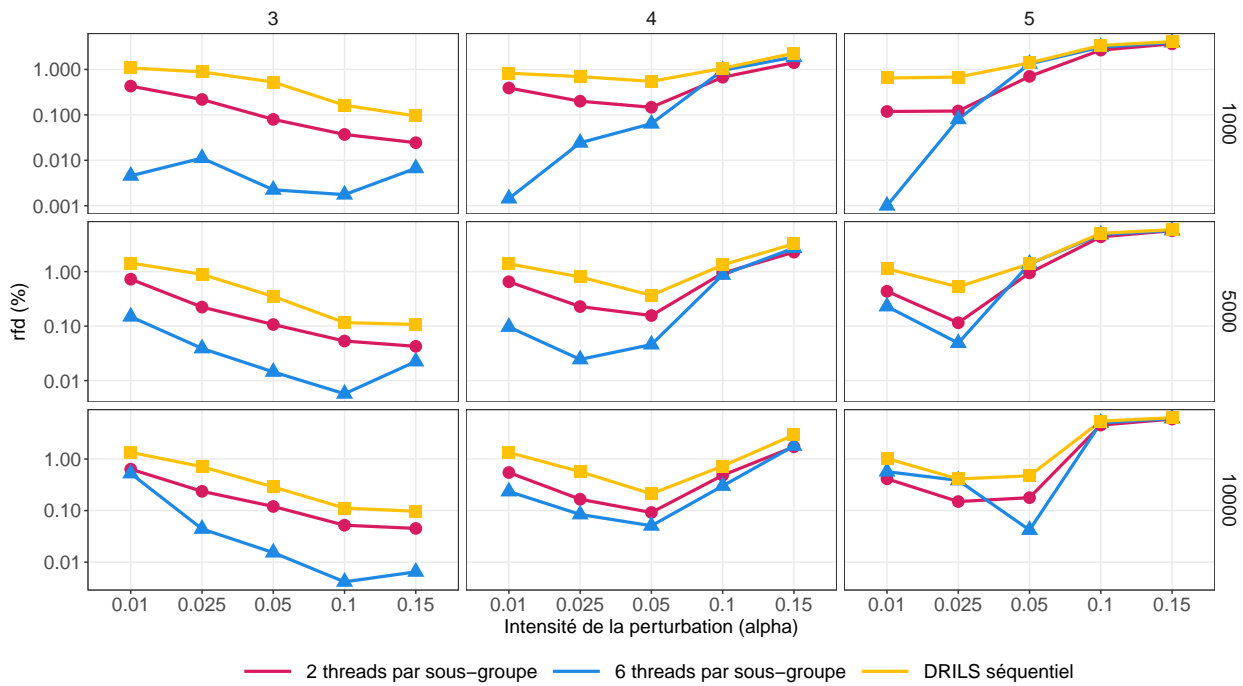 3 4 5
1.000
0.100
0.010
0.001
1000
1.00
0.10
0.01
5000
rfd (%)
1.00
0.10
0.01
10000
0.01 0.025 0.05 0.1 0.15 0.01 0.025 0.05 0.1 0.15 0.01 0.025 0.05 0.1 0.15
Intensité de la perturbation (alpha)
2 threads par sous−groupe 6 threads par sous−groupe DRILS séquentiel